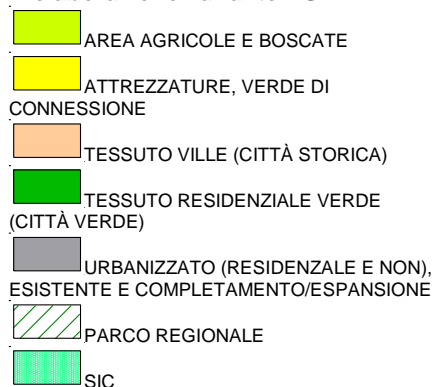 AREA AGRICOLE E BOSCATE
ATTREZZATURE, VERDE DI
CONNESSIONE
TESSUTO VILLE (CITTÀ STORICA)
TESSUTO RESIDENZIALE VERDE
(CITTÀ VERDE)
URBANIZZATO (RESIDENZALE E NON),
ESISTENTE E COMPLETAMENTO/ESPANSIONE
PARCO REGIONALE
SIC